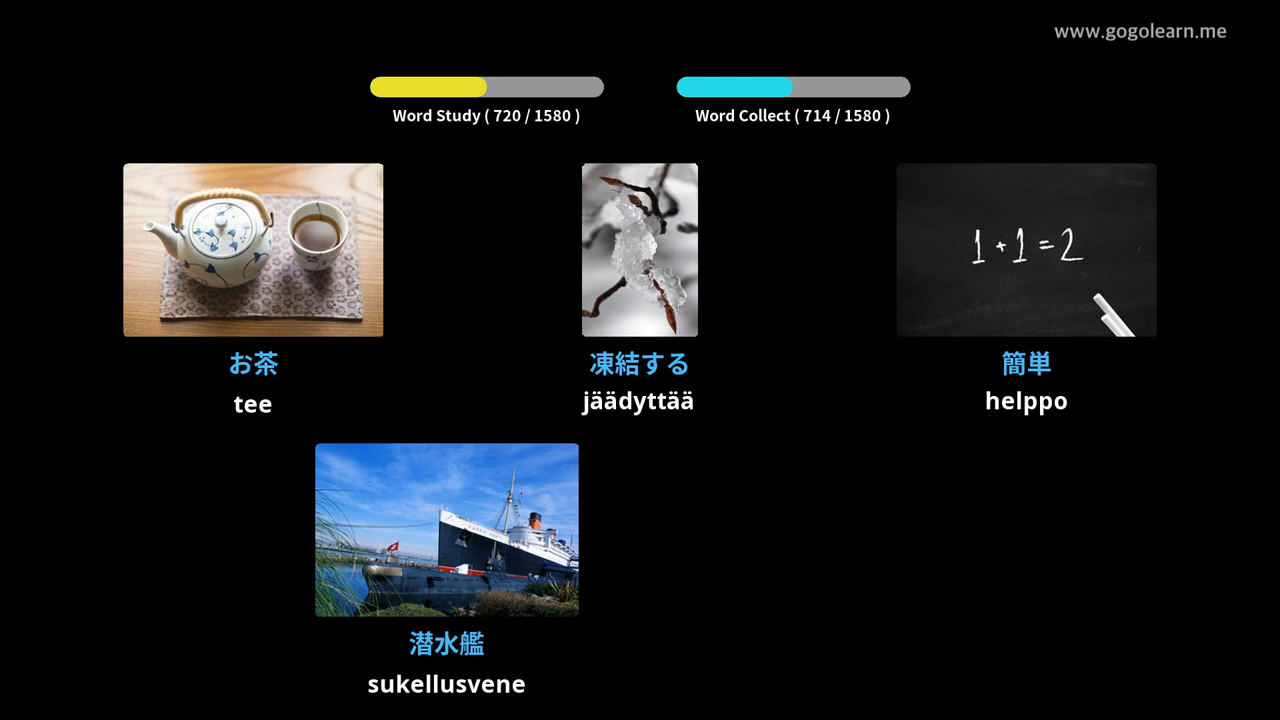 www.gogolearn.me
Word Study ( 720 / 1580 )
Word Collect ( 714 / 1580 )
1 + 1 = 2
お茶
tee
凍結する
jäädyttää
簡単
helppo
潜水艦
sukellusvene